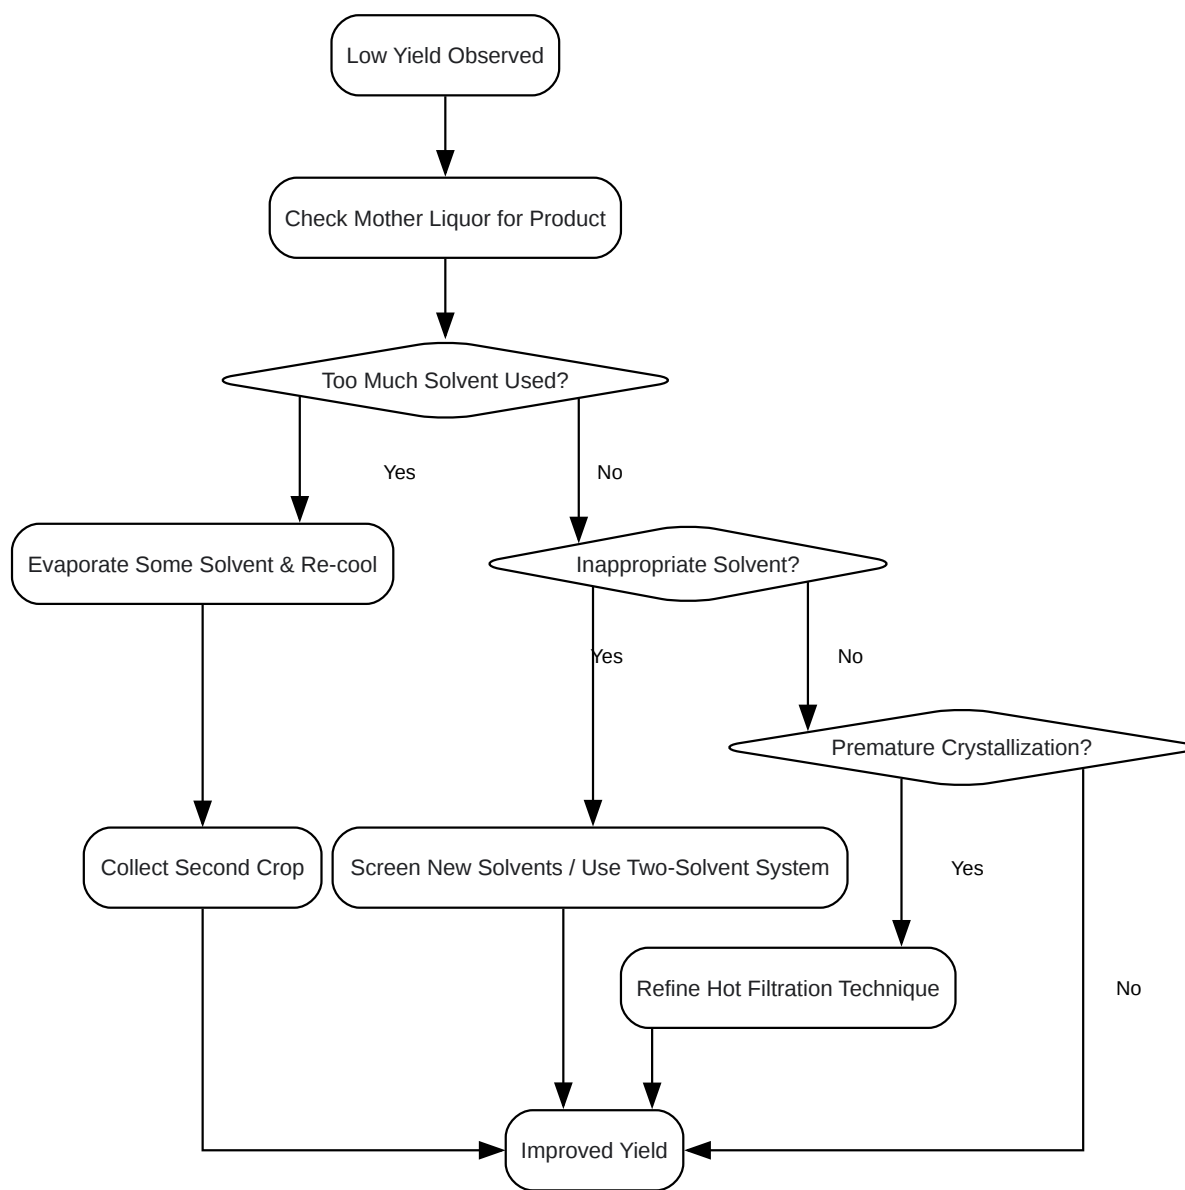 Low Yield Observed
Check Mother Liquor for Product
Too Much Solvent Used?
Yes
No
Evaporate Some Solvent & Re-cool
Inappropriate Solvent?
Yes
No
Premature Crystallization?
Collect Second Crop
Screen New Solvents / Use Two-Solvent System
Yes
Refine Hot Filtration Technique
No
Improved Yield